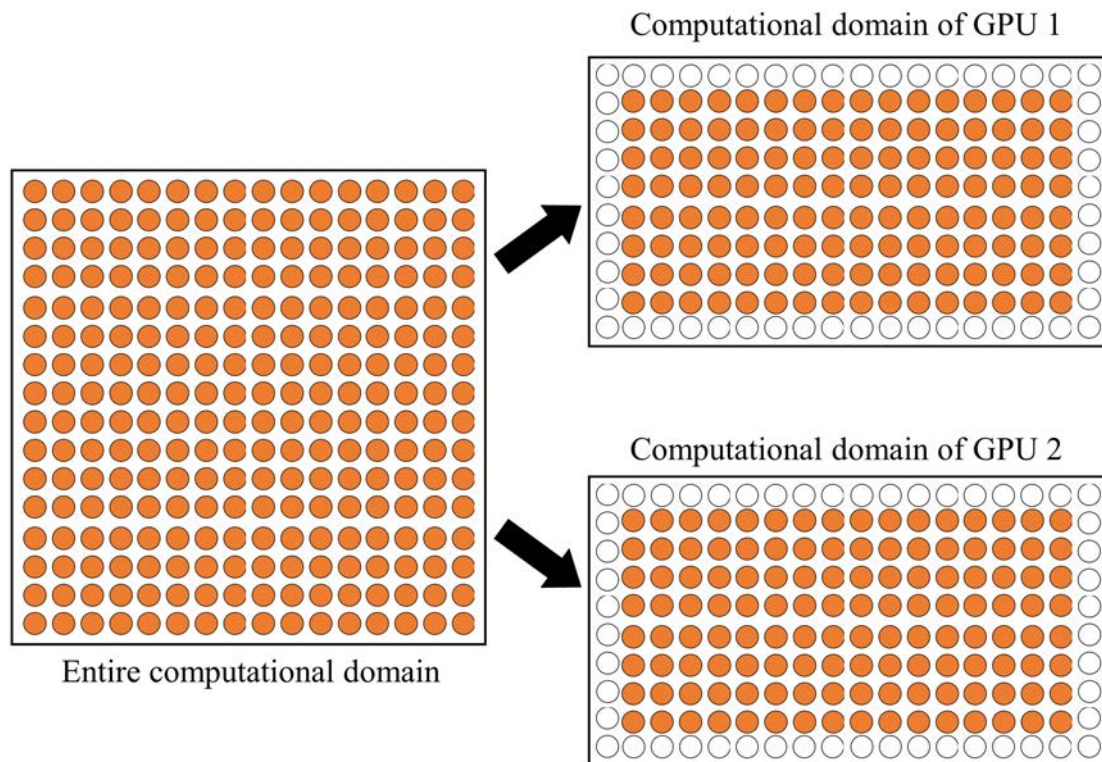 Computational domain of GPU 1
Computational domain of GPU 2
Entire computational domain